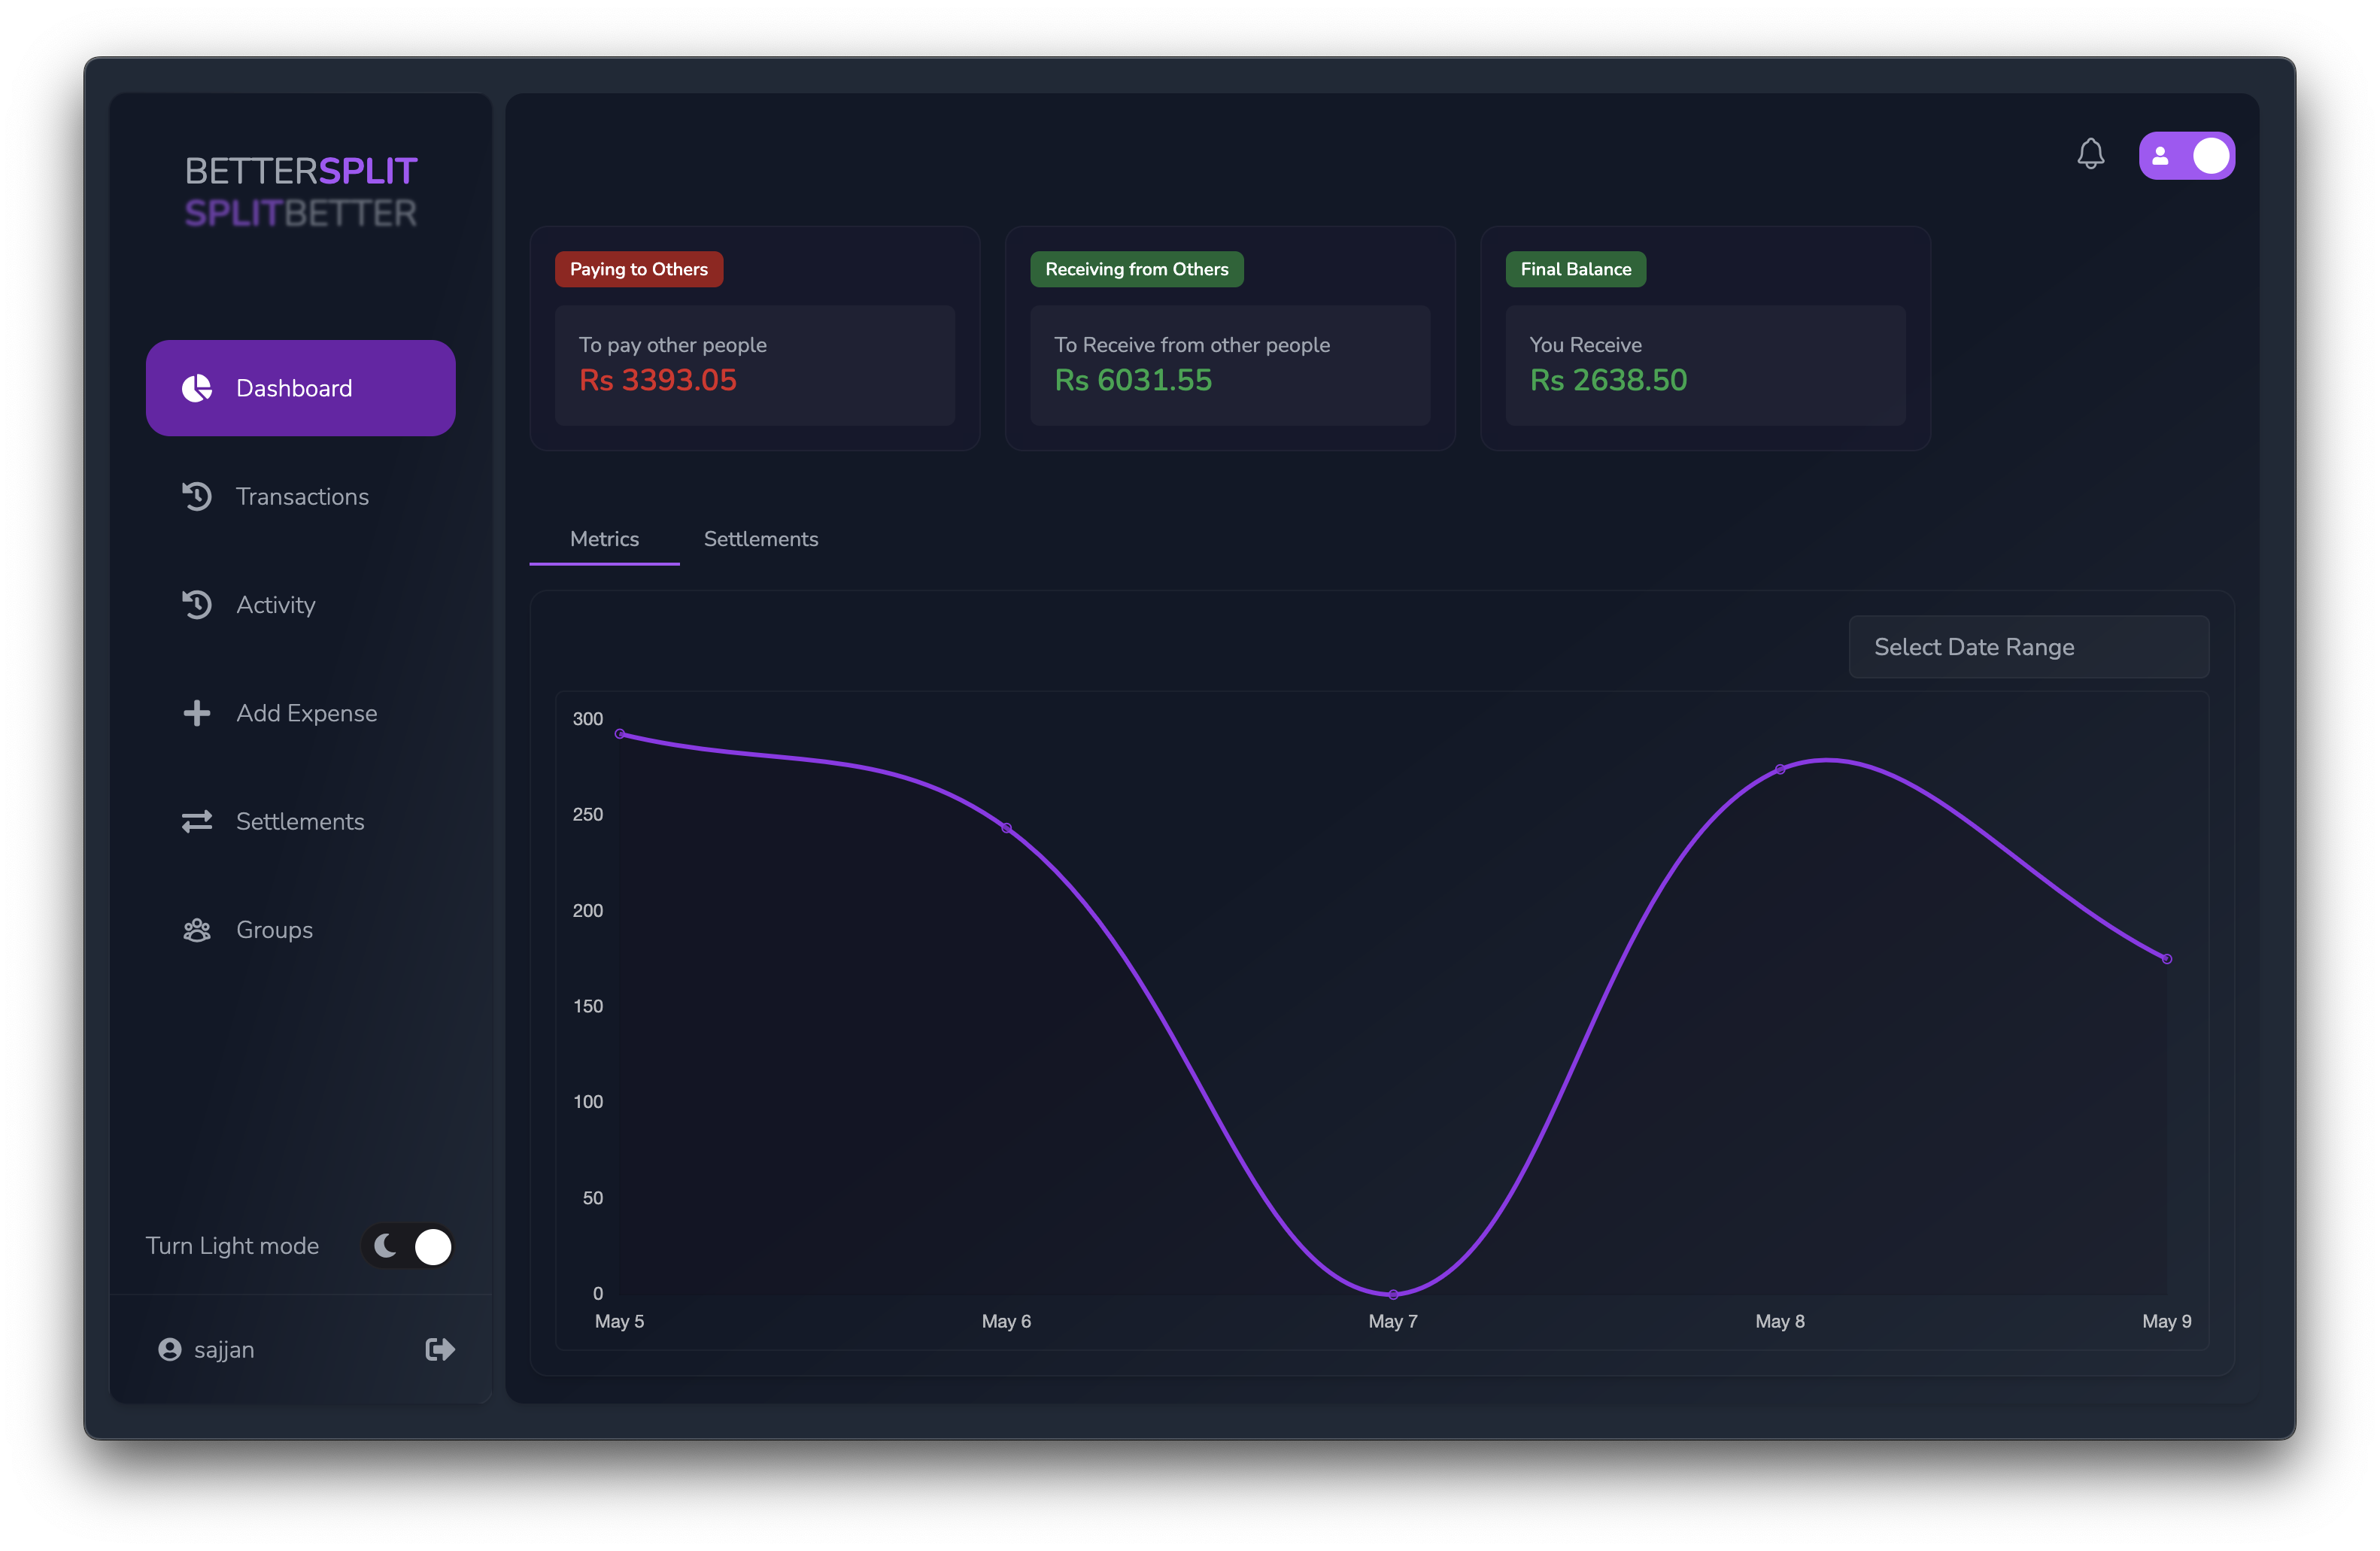 BETTERSPLIT
SPLITBETTER
Dashboard
Transactions
Activity
Add Expense
Settlements
Groups
Turn Light mode
sajjan
Paying to Others
To pay other people
Rs 3393.05
Receiving from Others
To Receive from other people
Rs 6031.55
Final Balance
You Receive
Rs 2638.50
Metrics
Settlements
Select Date Range
300
250
200
150
100
50
0
May 5
May 6
May 7
May 8
May 9